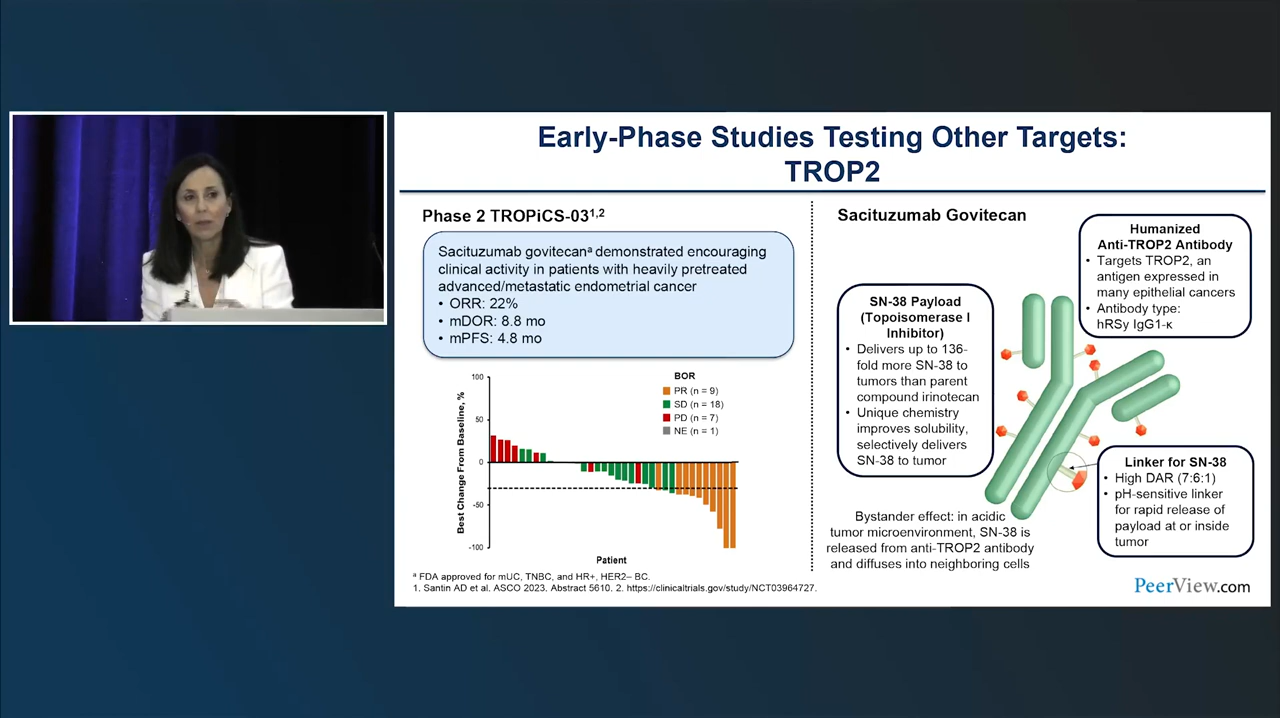 Early-Phase Studies Testing Other Targets:
TROP2
Phase 2 TROPiCS-03¹,²
Sacituzumab govitecanª demonstrated encouraging
clinical activity in patients with heavily pretreated
advanced/metastatic endometrial cancer
• ORR: 22%
• mDOR: 8.8 mo
• mPFS: 4.8 mo
Best Change From Baseline, %
100
50
0
-50
-100
BOR
PR (n = 9)
SD (n = 18)
PD (n = 7)
NE (n = 1)
Patient
ª FDA approved for mUC, TNBC, and HR+, HER2– BC.
1. Santin AD et al. ASCO 2023. Abstract 5610. 2. https://clinicaltrials.gov/study/NCT03964727.
Sacituzumab Govitecan
Humanized
Anti-TROP2 Antibody
• Targets TROP2, an
antigen expressed in
many epithelial cancers
• Antibody type:
hRSy IgG1-κ
SN-38 Payload
(Topoisomerase I
Inhibitor)
• Delivers up to 136-
fold more SN-38 to
tumors than parent
compound irinotecan
• Unique chemistry
improves solubility,
selectively delivers
SN-38 to tumor
Linker for SN-38
• High DAR (7:6:1)
• pH-sensitive linker
for rapid release of
payload at or inside
tumor
Bystander effect: in acidic
tumor microenvironment, SN-38 is
released from anti-TROP2 antibody
and diffuses into neighboring cells
PeerView.com